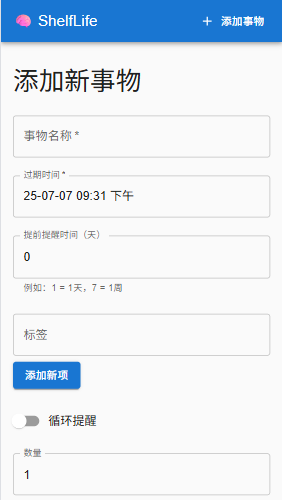 ShelfLife
+ 添加事物
添加新事物
事物名称 *
过期时间 *
25-07-07 09:31 下午
提前提醒时间（天）
0
例如：1 = 1天，7 = 1周
标签
添加新项
循环提醒
数量
1